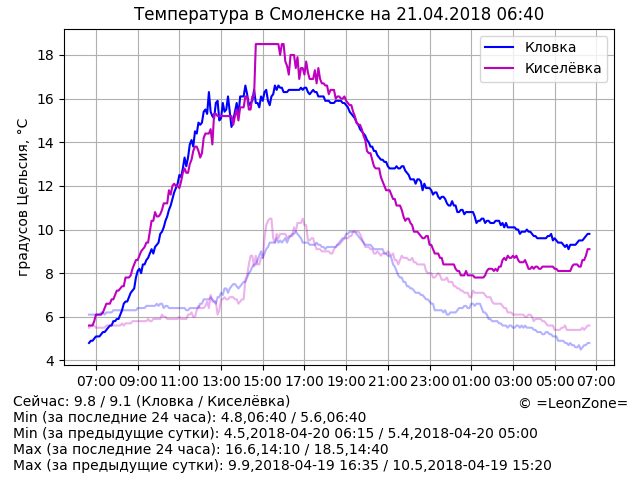 Температура в Смоленске на 21.04.2018 06:40
градусов Цельсия, °C
18
16
14
12
10
8
6
4
Кловка
Киселёвка
07:00 09:00 11:00 13:00 15:00 17:00 19:00 21:00 23:00 01:00 03:00 05:00 07:00
Сейчас: 9.8 / 9.1 (Кловка / Киселёвка)
© =LeonZone=
Min (за последние 24 часа): 4.8,06:40 / 5.6,06:40
Min (за предыдущие сутки): 4.5,2018-04-20 06:15 / 5.4,2018-04-20 05:00
Max (за последние 24 часа): 16.6,14:10 / 18.5,14:40
Max (за предыдущие сутки): 9.9,2018-04-19 16:35 / 10.5,2018-04-19 15:20